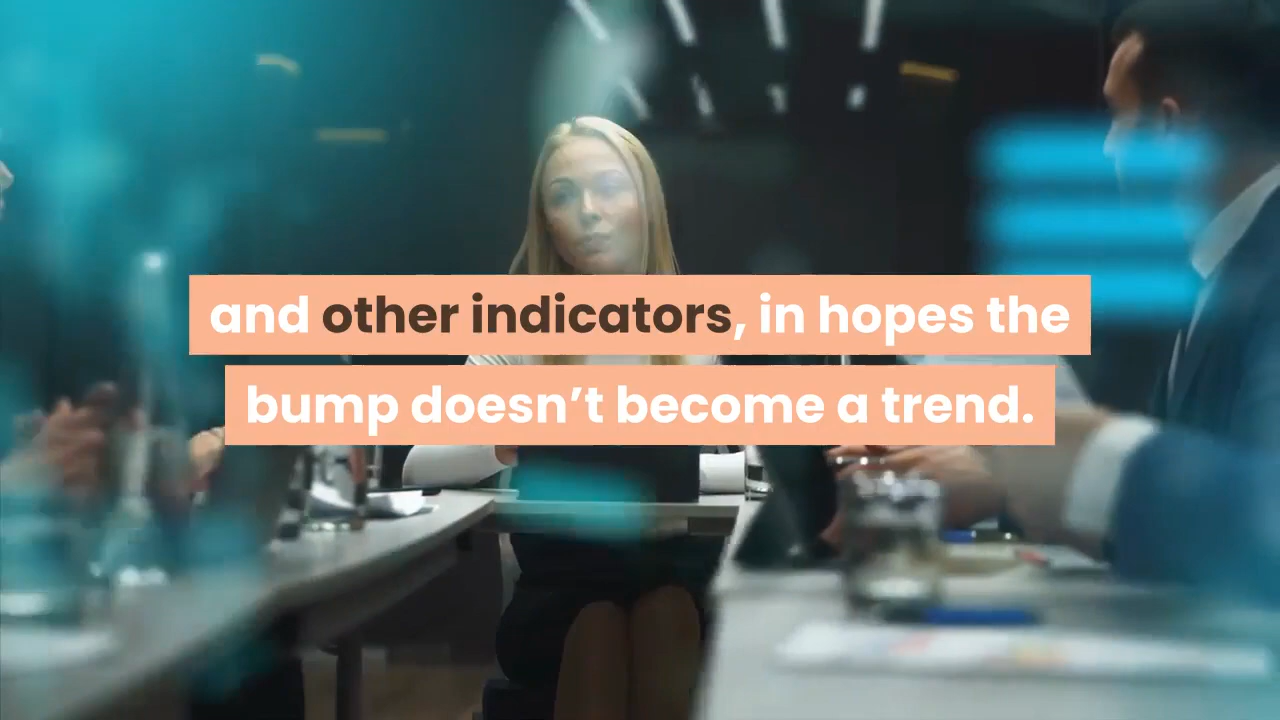 and other indicators, in hopes the
bump doesn’t become a trend.